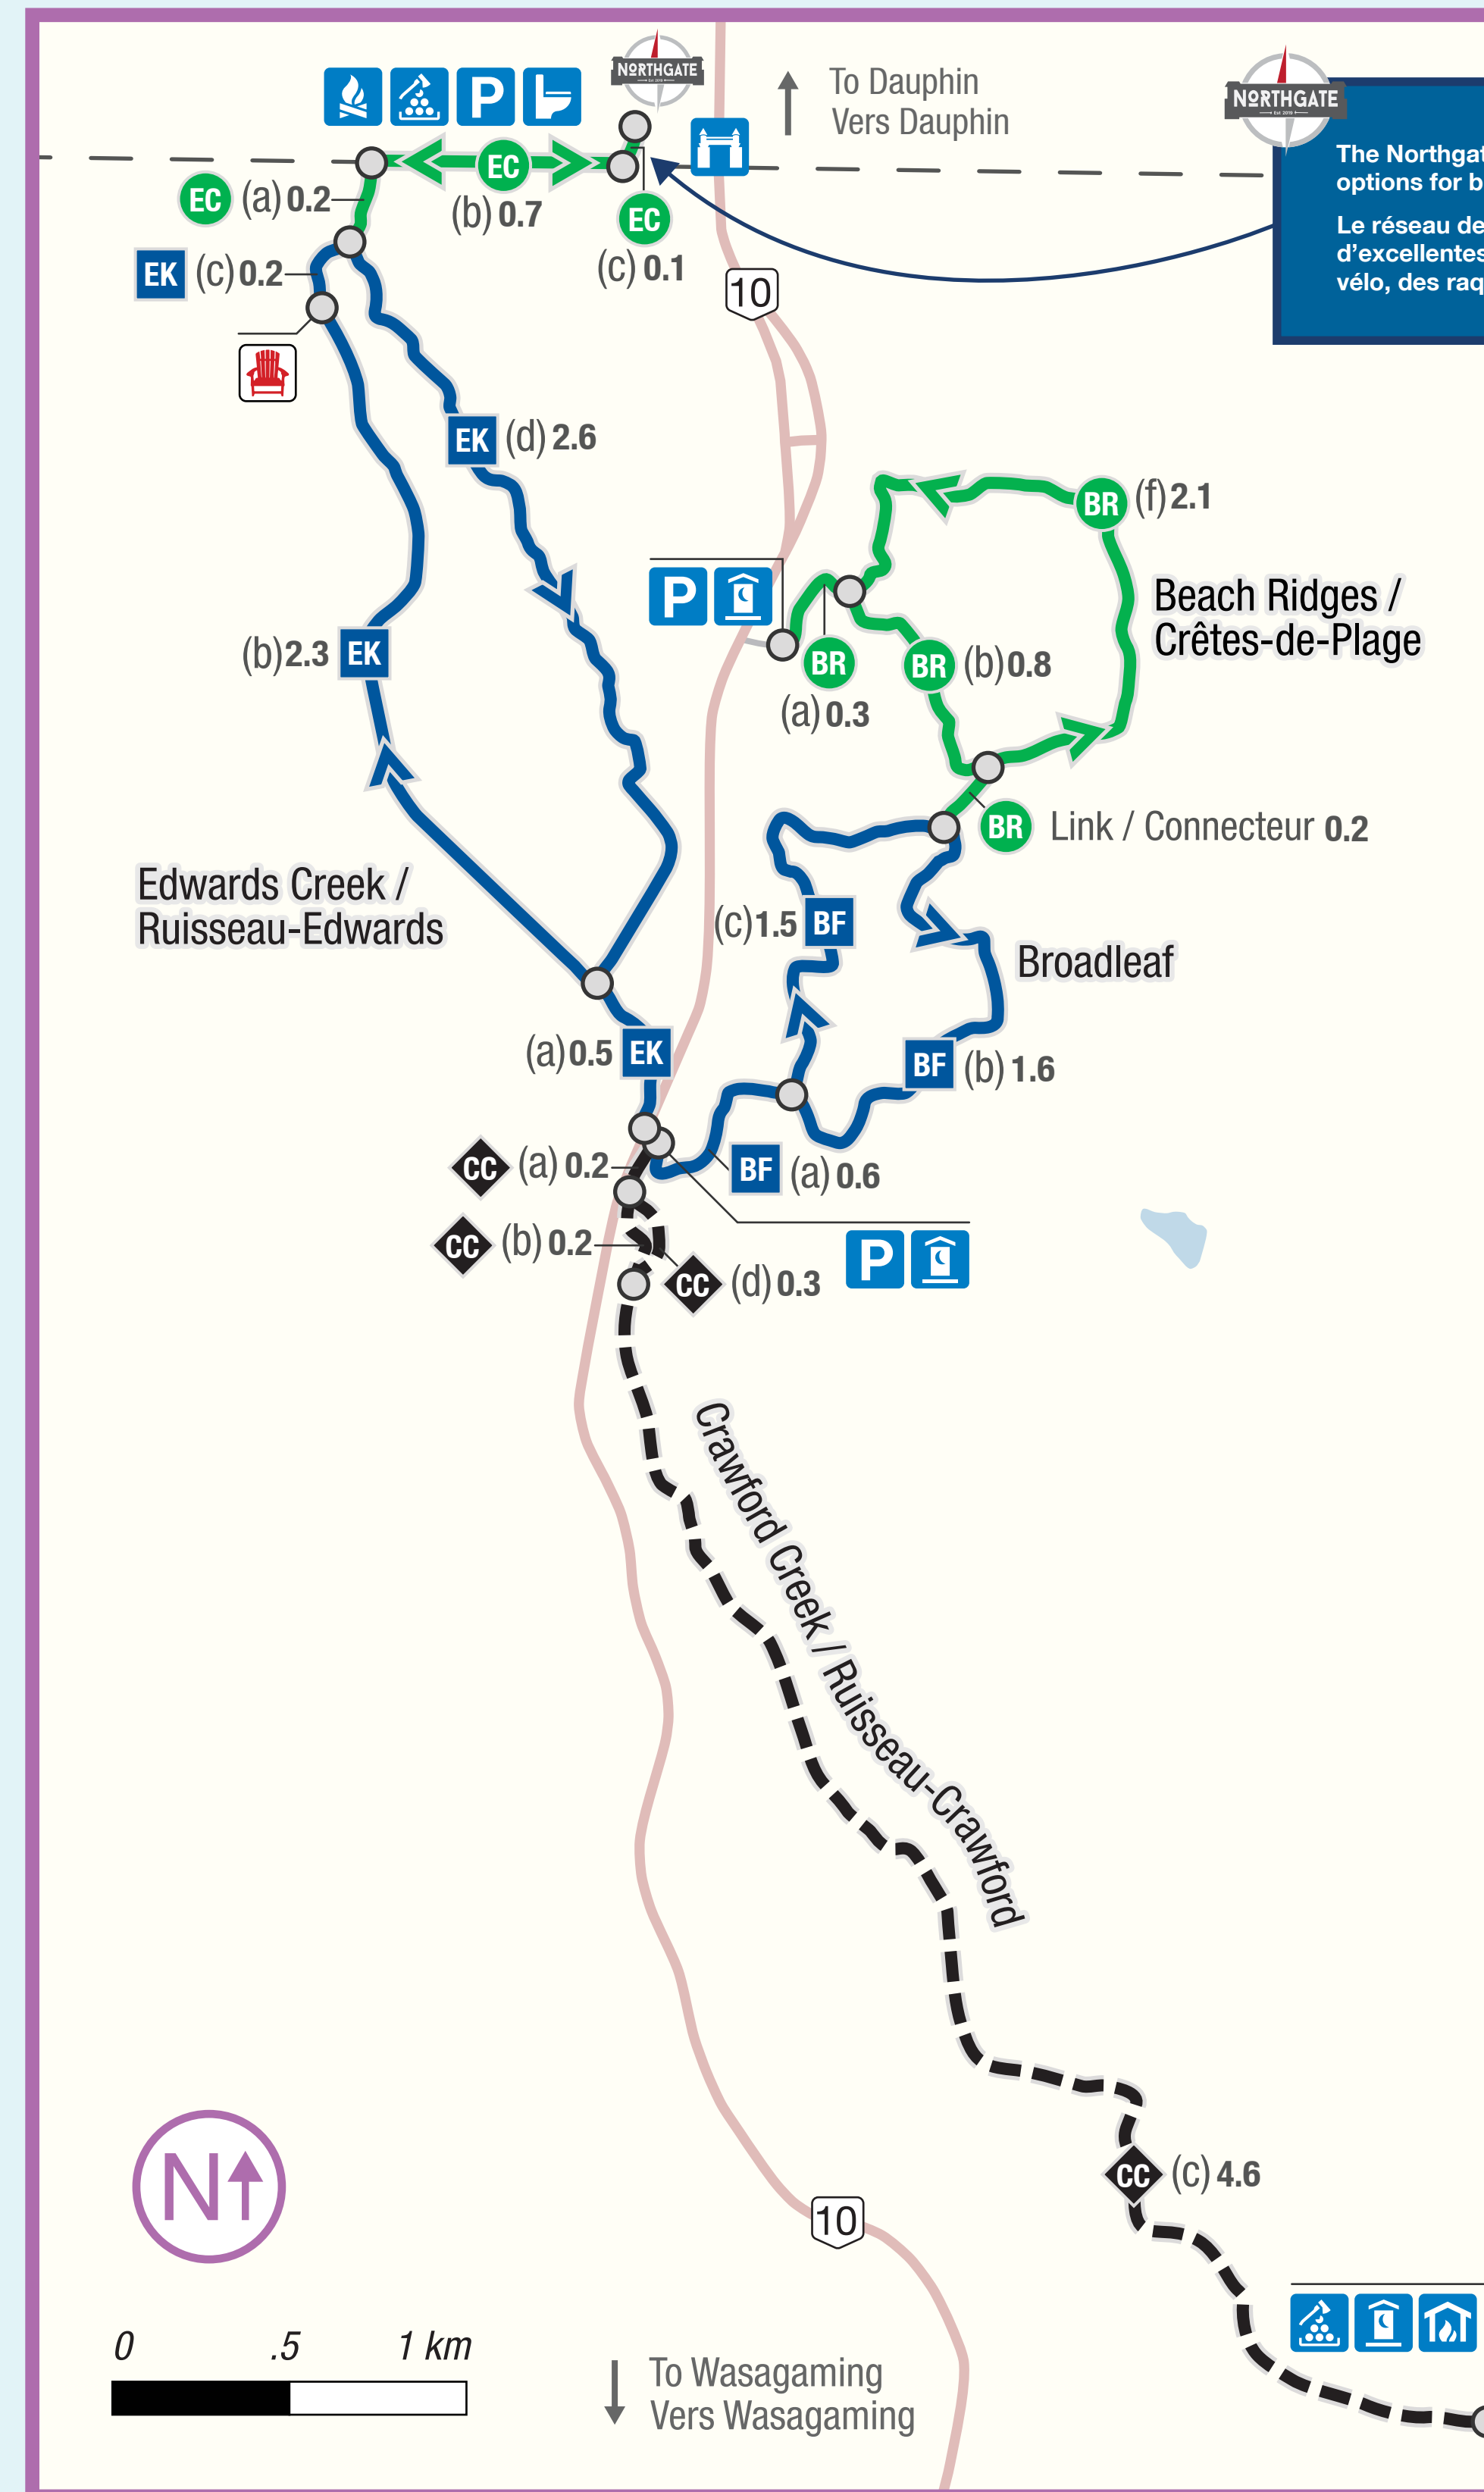 NORTHGATE
To Dauphin
Vers Dauphin
P
NORTHGATE
The Northgat
options for b
Le réseau de
d'excellentes
vélo, des raq
EC (a) 0.2
EC
(b) 0.7
EC
(c) 0.1
EK (c) 0.2
10
EK (d) 2.6
BR (f) 2.1
P
Beach Ridges /
Crêtes-de-Plage
(b) 2.3 EK
BR
(a) 0.3
BR (b) 0.8
BR Link / Connecteur 0.2
Edwards Creek /
Ruisseau-Edwards
(c) 1.5 BF
Broadleaf
(a) 0.5 EK
BF (b) 1.6
CC (a) 0.2
BF (a) 0.6
CC (b) 0.2
P
CC (d) 0.3
Crawford Creek / Ruisseau-Crawford
CC (c) 4.6
N
10
0 .5 1 km
To Wasagaming
Vers Wasagaming